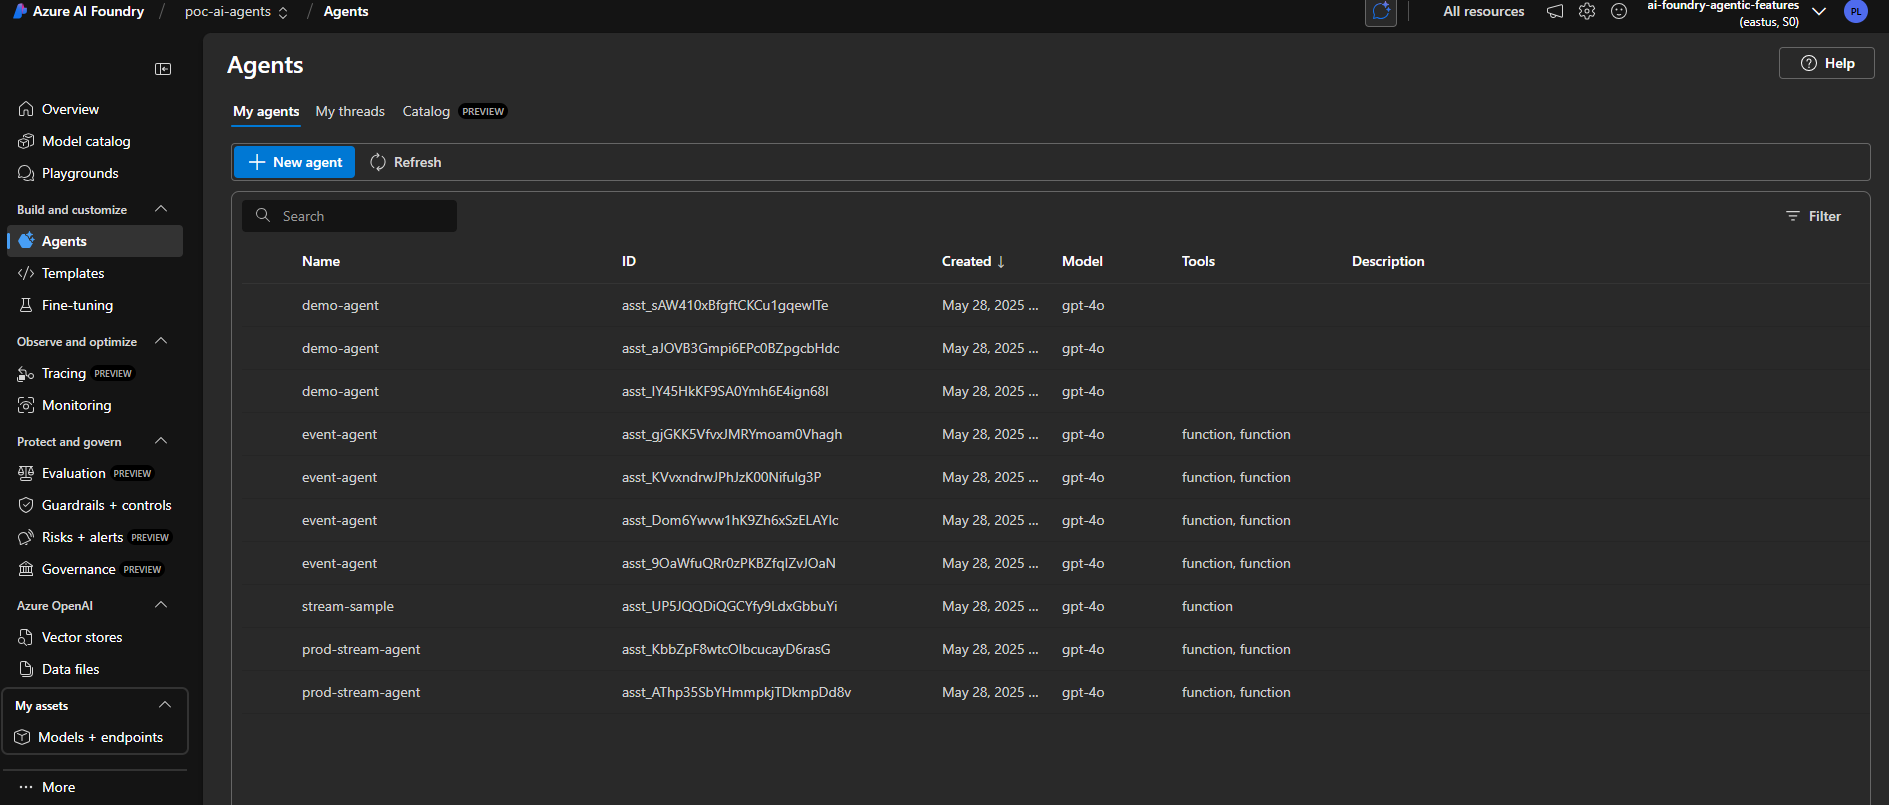 Azure AI Foundry / poc-ai-agents / Agents
All resources
ai-foundry-agentic-features
(eastus, S0)
PL
Overview
Model catalog
Playgrounds
Build and customize
Agents
Templates
Fine-tuning
Observe and optimize
Tracing PREVIEW
Monitoring
Protect and govern
Evaluation PREVIEW
Guardrails + controls
Risks + alerts PREVIEW
Governance PREVIEW
Azure OpenAI
Vector stores
Data files
My assets
Models + endpoints
··· More
Agents
Help
My agents My threads Catalog PREVIEW
New agent Refresh
Search
Filter
Name ID Created ↓ Model Tools Description
demo-agent asst_sAW410xBfgftCKCu1gqewlTe May 28, 2025 ... gpt-4o
demo-agent asst_aJOVB3Gmpi6EPc0BZpgcbHdc May 28, 2025 ... gpt-4o
demo-agent asst_IY45HkKF9SA0Ymh6E4ign68I May 28, 2025 ... gpt-4o
event-agent asst_gjGKK5VfvxJMRYmoam0Vhagh May 28, 2025 ... gpt-4o function, function
event-agent asst_KVvxndrwJPhJzK00NifuIg3P May 28, 2025 ... gpt-4o function, function
event-agent asst_Dom6Ywvw1hK9Zh6xSzELAYIc May 28, 2025 ... gpt-4o function, function
event-agent asst_9OaWfuQRr0zPKBZfqIZvJOaN May 28, 2025 ... gpt-4o function, function
stream-sample asst_UP5JQQDiQGCYfy9LdxGbbuYi May 28, 2025 ... gpt-4o function
prod-stream-agent asst_KbbZpF8wtcOIbcucayD6rasG May 28, 2025 ... gpt-4o function, function
prod-stream-agent asst_AThp35SbYHmmpkjTDkmpDd8v May 28, 2025 ... gpt-4o function, function